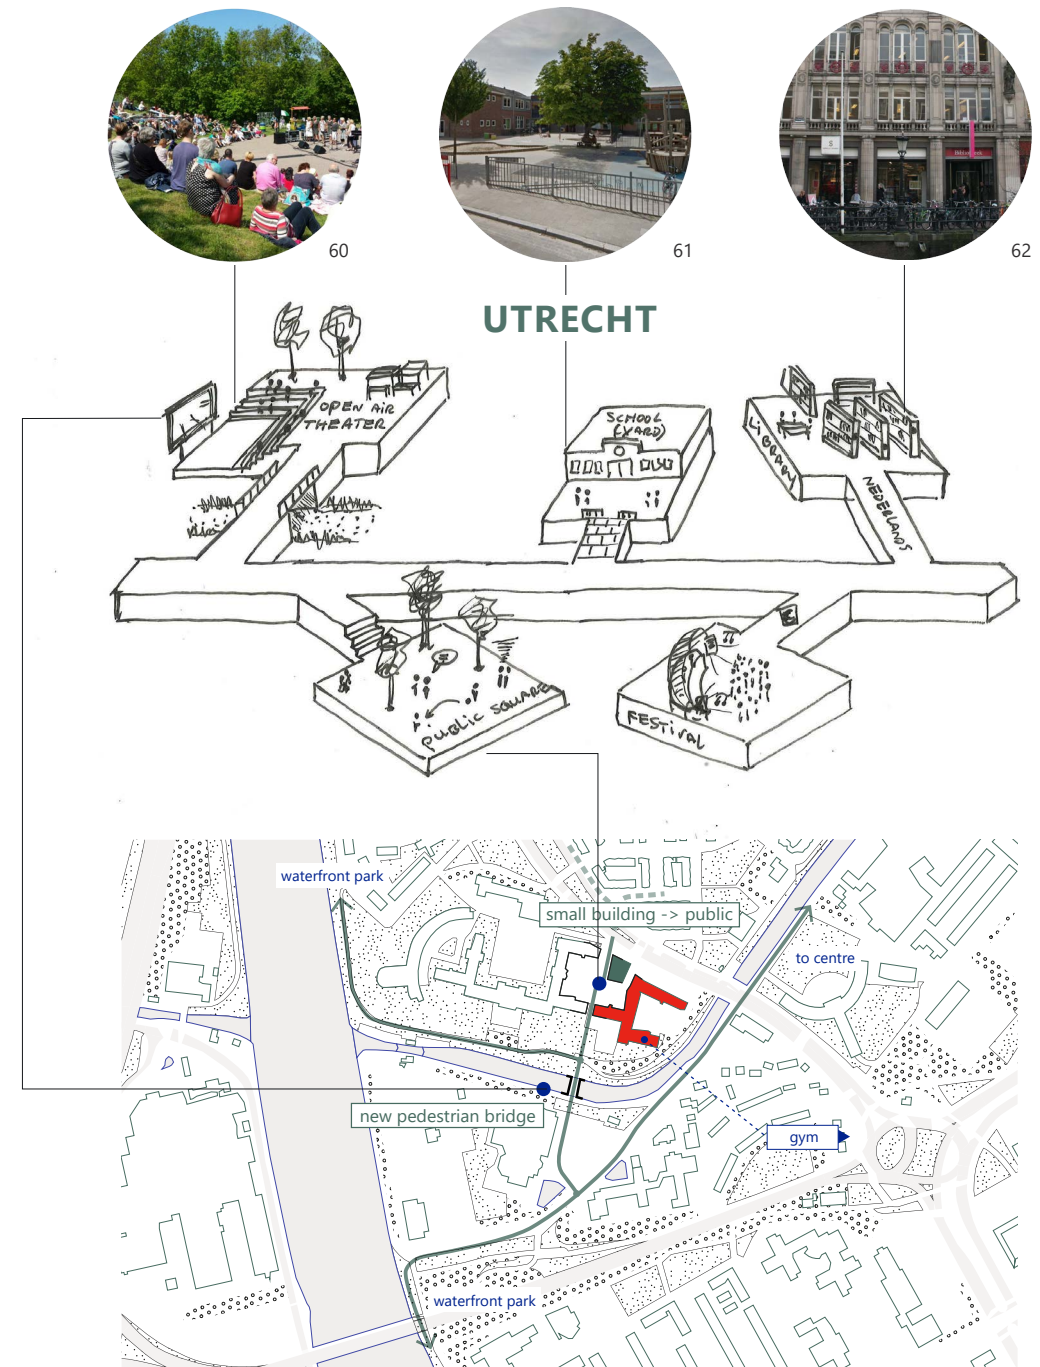 60
61
62
UTRECHT
OPEN AIR
THEATER
SCHOOL
(YARD)
LIBRARY
NEDERLANDS
PUBLIC SQUARE
FESTIVAL
waterfront park
small building -> public
to centre
new pedestrian bridge
gym
waterfront park